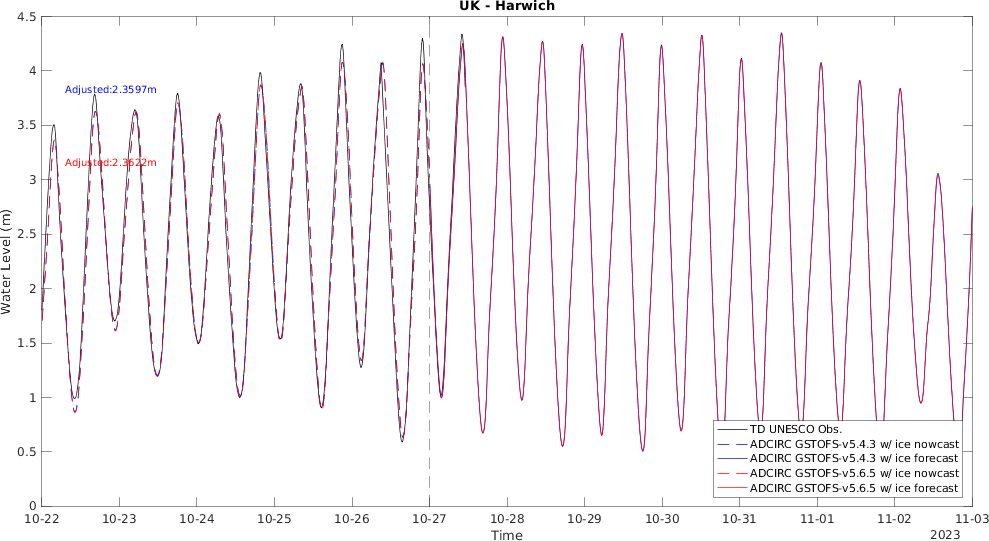 UK - Harwich
4.5
4
3.5
3
2.5
2
1.5
1
0.5
0
Water Level (m)
Adjusted:2.3597m
Adjusted:2.3622m
TD UNESCO Obs.
ADCIRC GSTOFS-v5.4.3 w/ ice nowcast
ADCIRC GSTOFS-v5.4.3 w/ ice forecast
ADCIRC GSTOFS-v5.6.5 w/ ice nowcast
ADCIRC GSTOFS-v5.6.5 w/ ice forecast
10-22 10-23 10-24 10-25 10-26 10-27 10-28 10-29 10-30 10-31 11-01 11-02 11-03
Time
2023